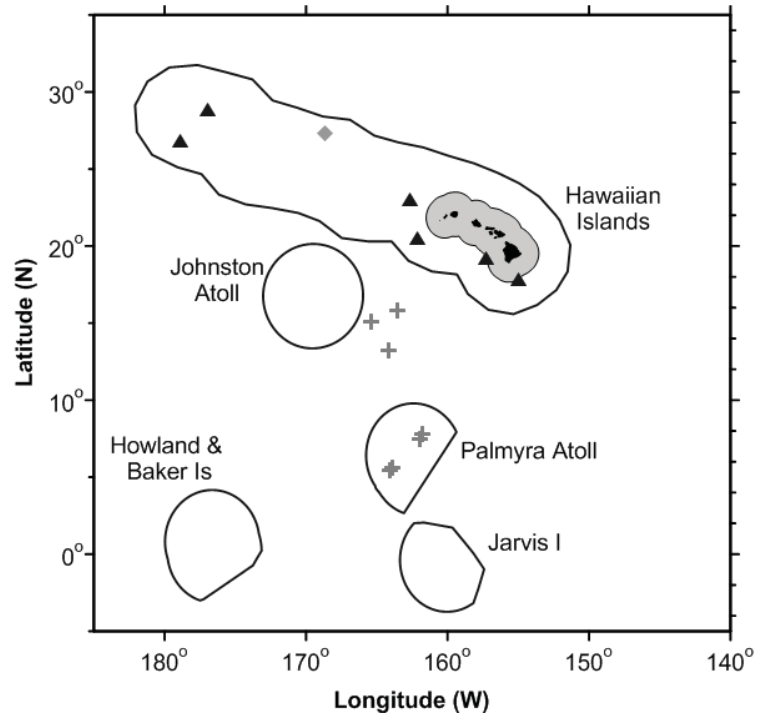 30°
20°
10°
0°
Latitude (N)
Hawaiian
Islands
Johnston
Atoll
Howland &
Baker Is
Palmyra Atoll
Jarvis I
180°
170°
160°
150°
140°
Longitude (W)